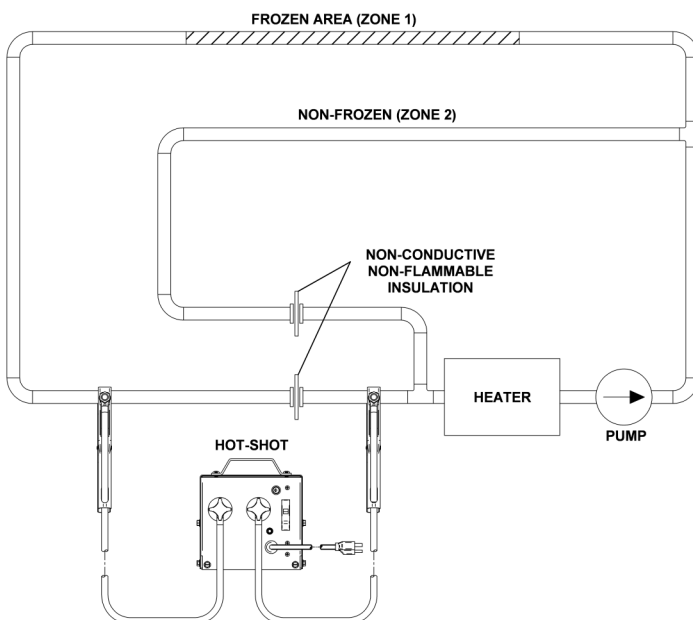 FROZEN AREA (ZONE 1)
NON-FROZEN (ZONE 2)
NON-CONDUCTIVE
NON-FLAMMABLE
INSULATION
HEATER
PUMP
HOT-SHOT